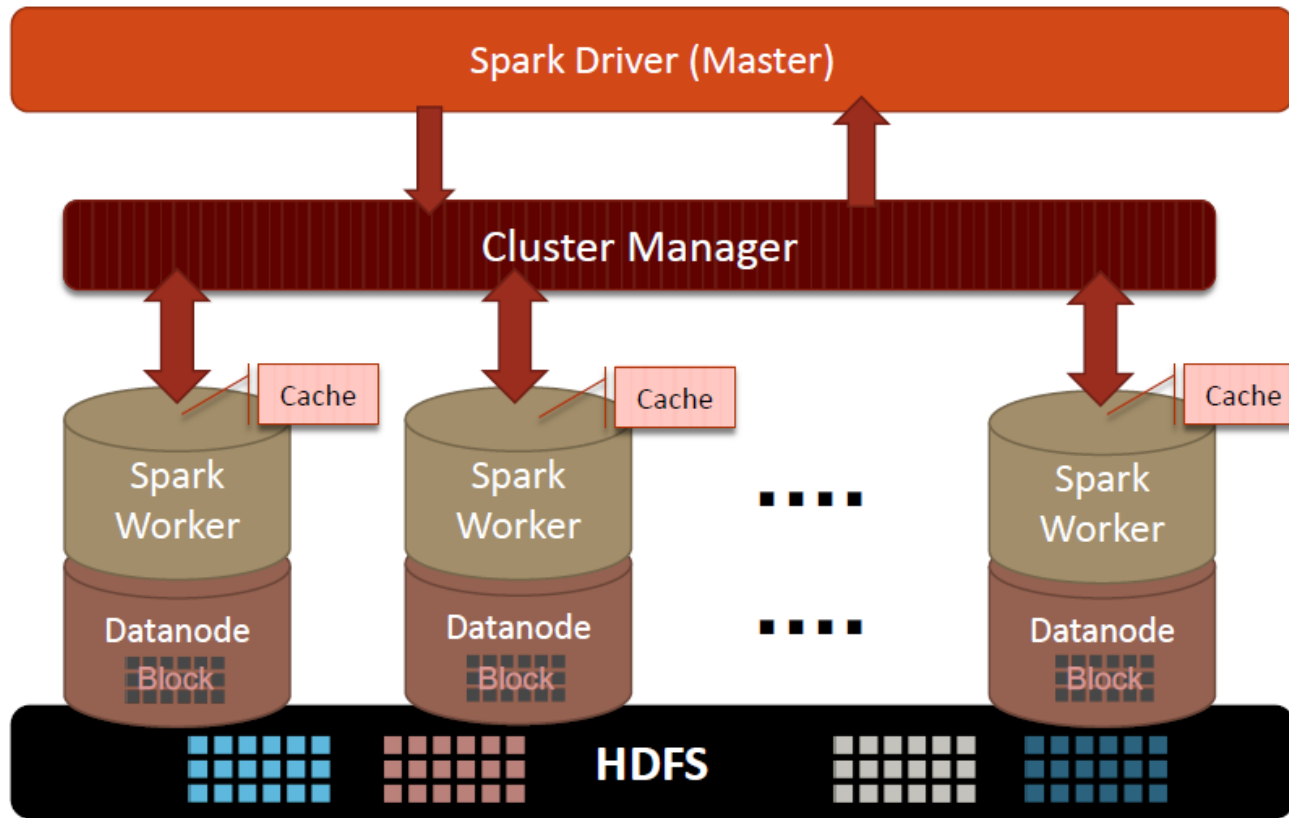 Spark Driver (Master)
Cluster Manager
Cache
Cache
Cache
Spark
Worker
Spark
Worker
Spark
Worker
Datanode
Block
Datanode
Block
Datanode
Block
HDFS